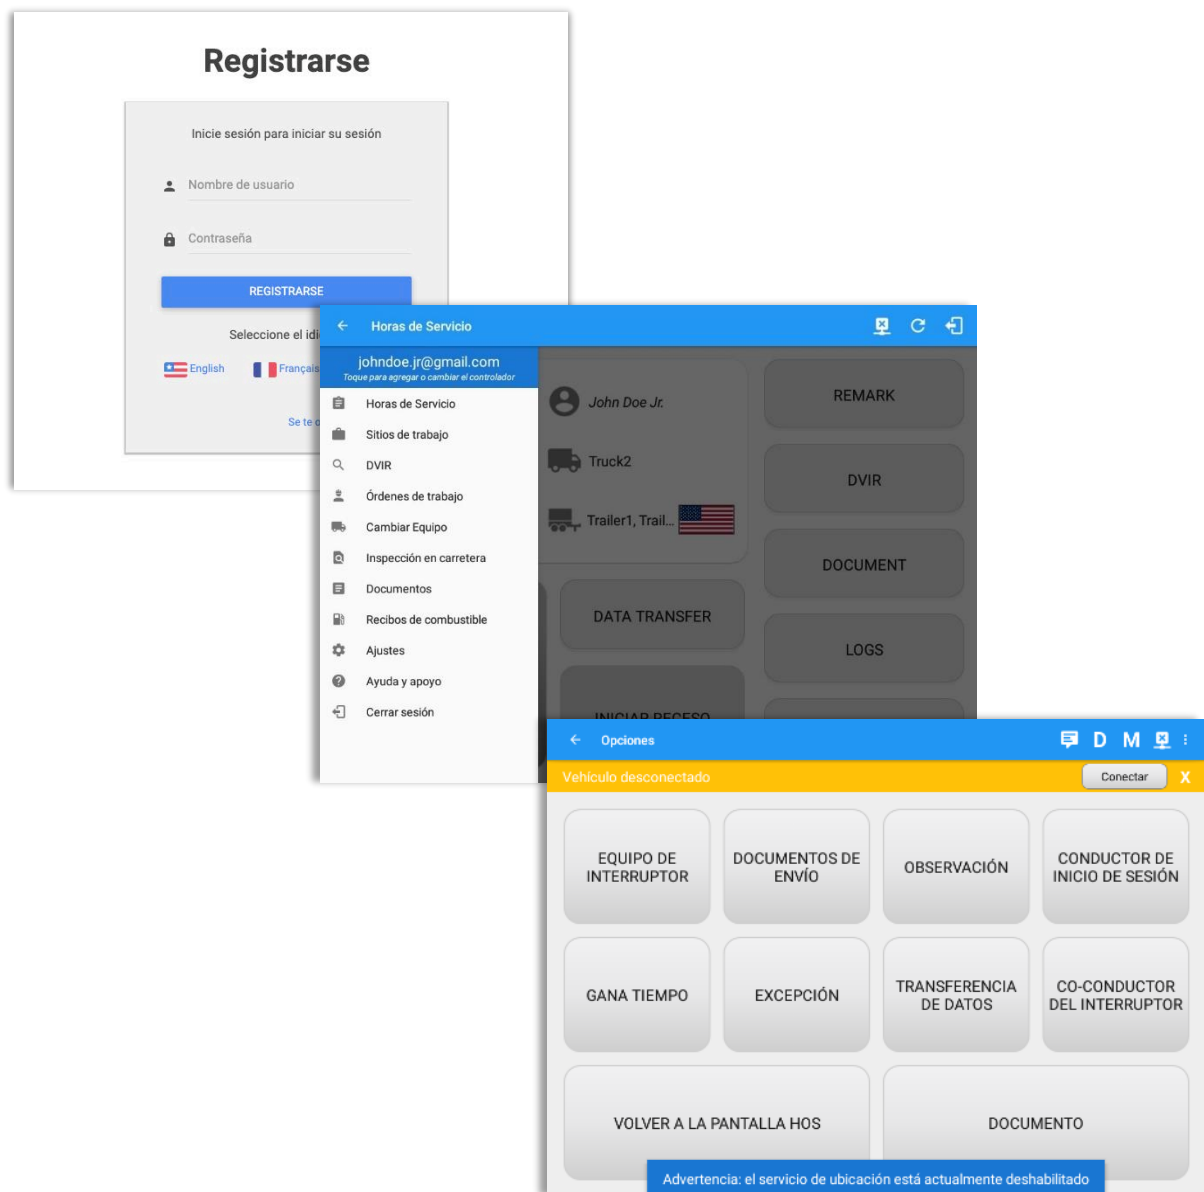 Registrarse
Inicie sesión para iniciar su sesión
Nombre de usuario
Contraseña
REGISTRARSE
Seleccione el
English
Français
Se te
Horas de Servicio
johndoe.jr@gmail.com
Toque para agregar o cambiar el controlador
Horas de Servicio
Sitios de trabajo
DVIR
Órdenes de trabajo
Cambiar Equipo
Inspección en carretera
Documentos
Recibos de combustible
Ajustes
Ayuda y apoyo
Cerrar sesión
John Doe Jr.
Truck2
Trailer1, Trail...
DATA TRANSFER
INICIAR RECESO
REMARK
DVIR
DOCUMENT
LOGS
Opciones
D M
Vehículo desconectado
Conectar
X
EQUIPO DE
INTERRUPTOR
DOCUMENTOS DE
ENVÍO
OBSERVACIÓN
CONDUCTOR DE
INICIO DE SESIÓN
GANA TIEMPO
EXCEPCIÓN
TRANSFERENCIA
DE DATOS
CO-CONDUCTOR
DEL INTERRUPTOR
VOLVER A LA PANTALLA HOS
DOCUMENTO
Advertencia: el servicio de ubicación está actualmente deshabilitado